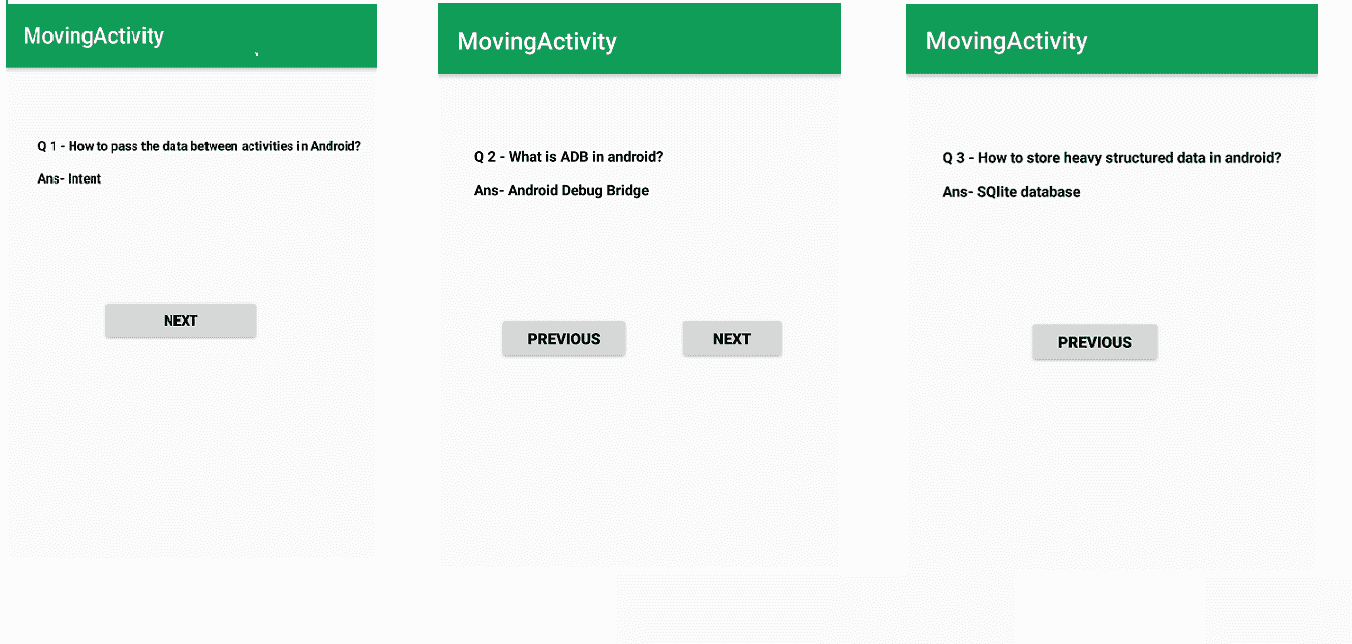 MovingActivity
Q 1 - How to pass the data between activities in Android?
Ans- Intent
NEXT
MovingActivity
Q 2 - What is ADB in android?
Ans- Android Debug Bridge
PREVIOUS NEXT
MovingActivity
Q 3 - How to store heavy structured data in android?
Ans- SQlite database
PREVIOUS